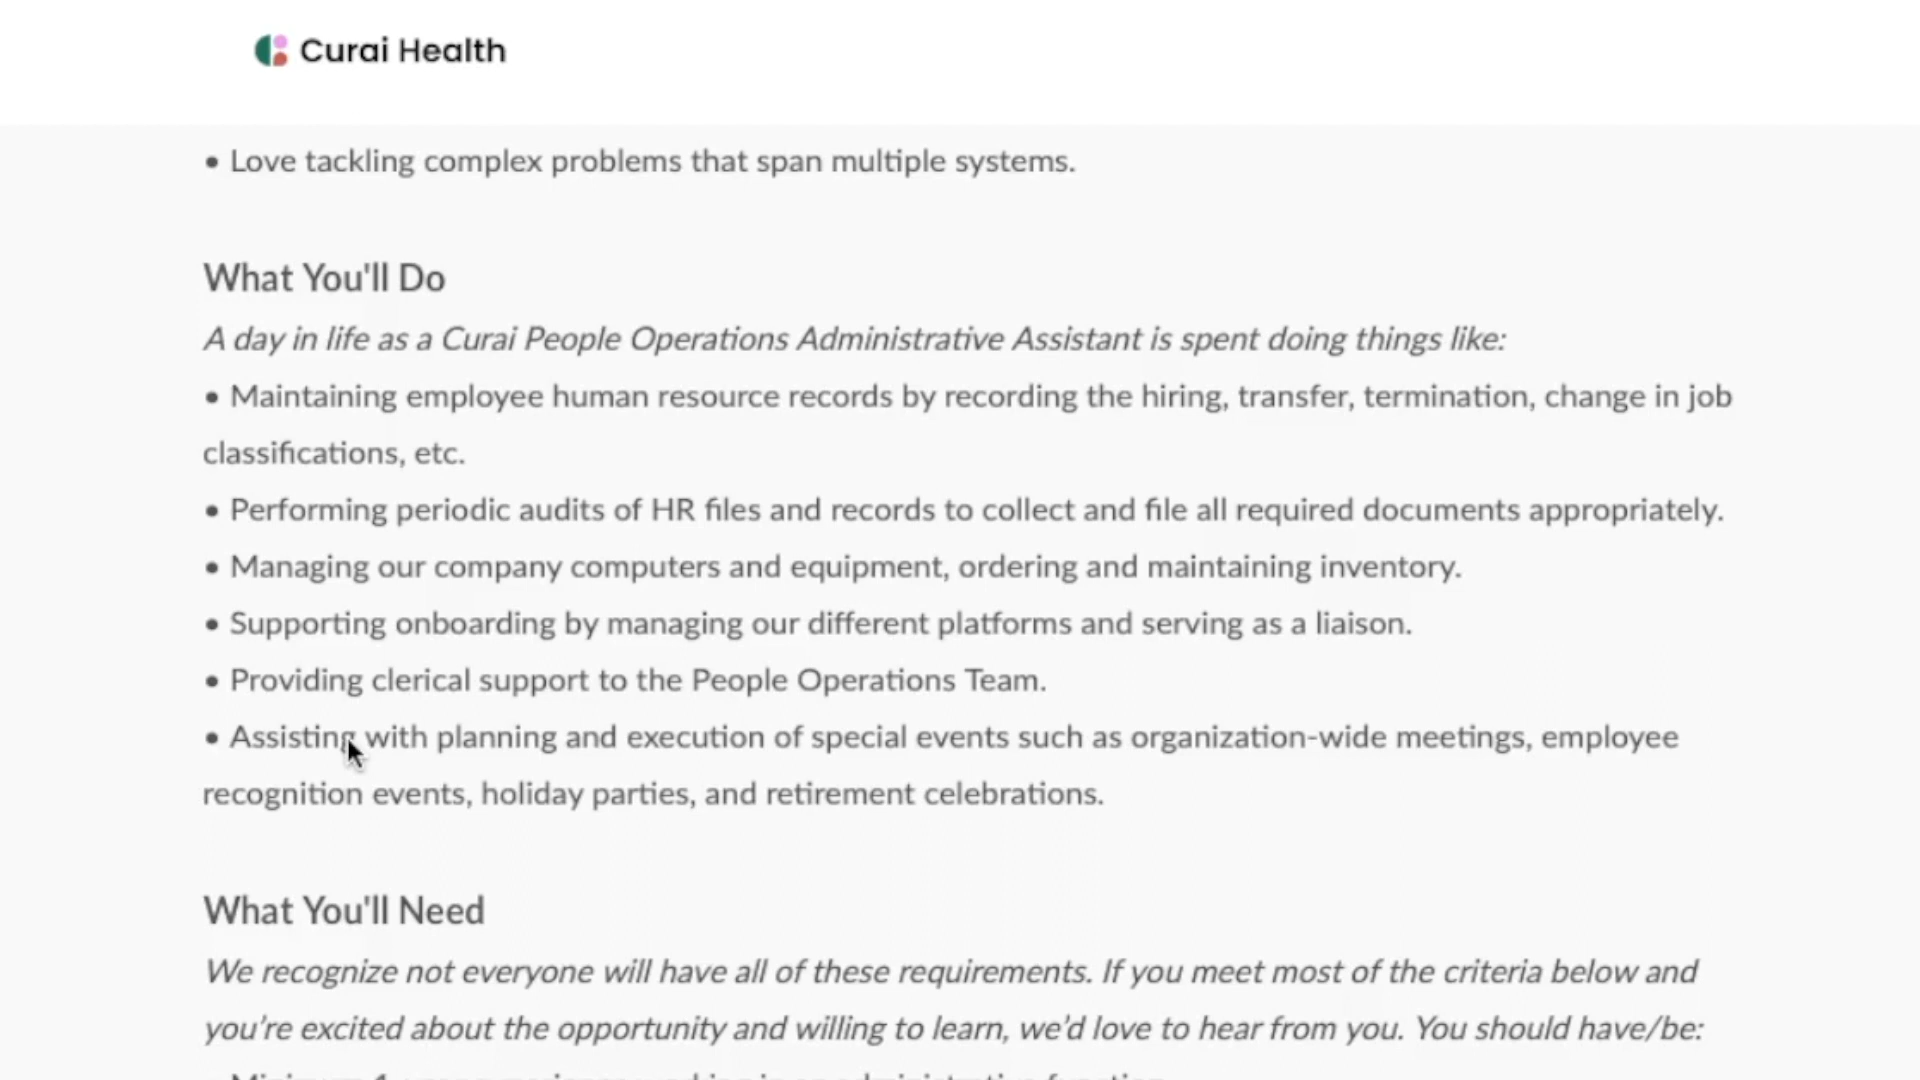 Curai Health
• Love tackling complex problems that span multiple systems.
What You'll Do
A day in life as a Curai People Operations Administrative Assistant is spent doing things like:
• Maintaining employee human resource records by recording the hiring, transfer, termination, change in job
classifications, etc.
• Performing periodic audits of HR files and records to collect and file all required documents appropriately.
• Managing our company computers and equipment, ordering and maintaining inventory.
• Supporting onboarding by managing our different platforms and serving as a liaison.
• Providing clerical support to the People Operations Team.
• Assisting with planning and execution of special events such as organization-wide meetings, employee
recognition events, holiday parties, and retirement celebrations.
What You'll Need
We recognize not everyone will have all of these requirements. If you meet most of the criteria below and
you’re excited about the opportunity and willing to learn, we’d love to hear from you. You should have/be: